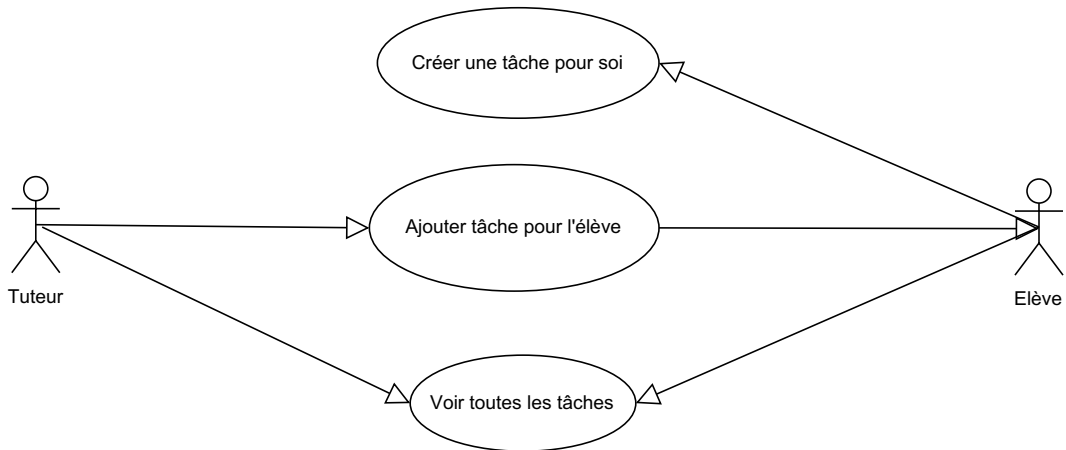 Créer une tâche pour soi
Ajouter tâche pour l'élève
Tuteur
Elève
Voir toutes les tâches